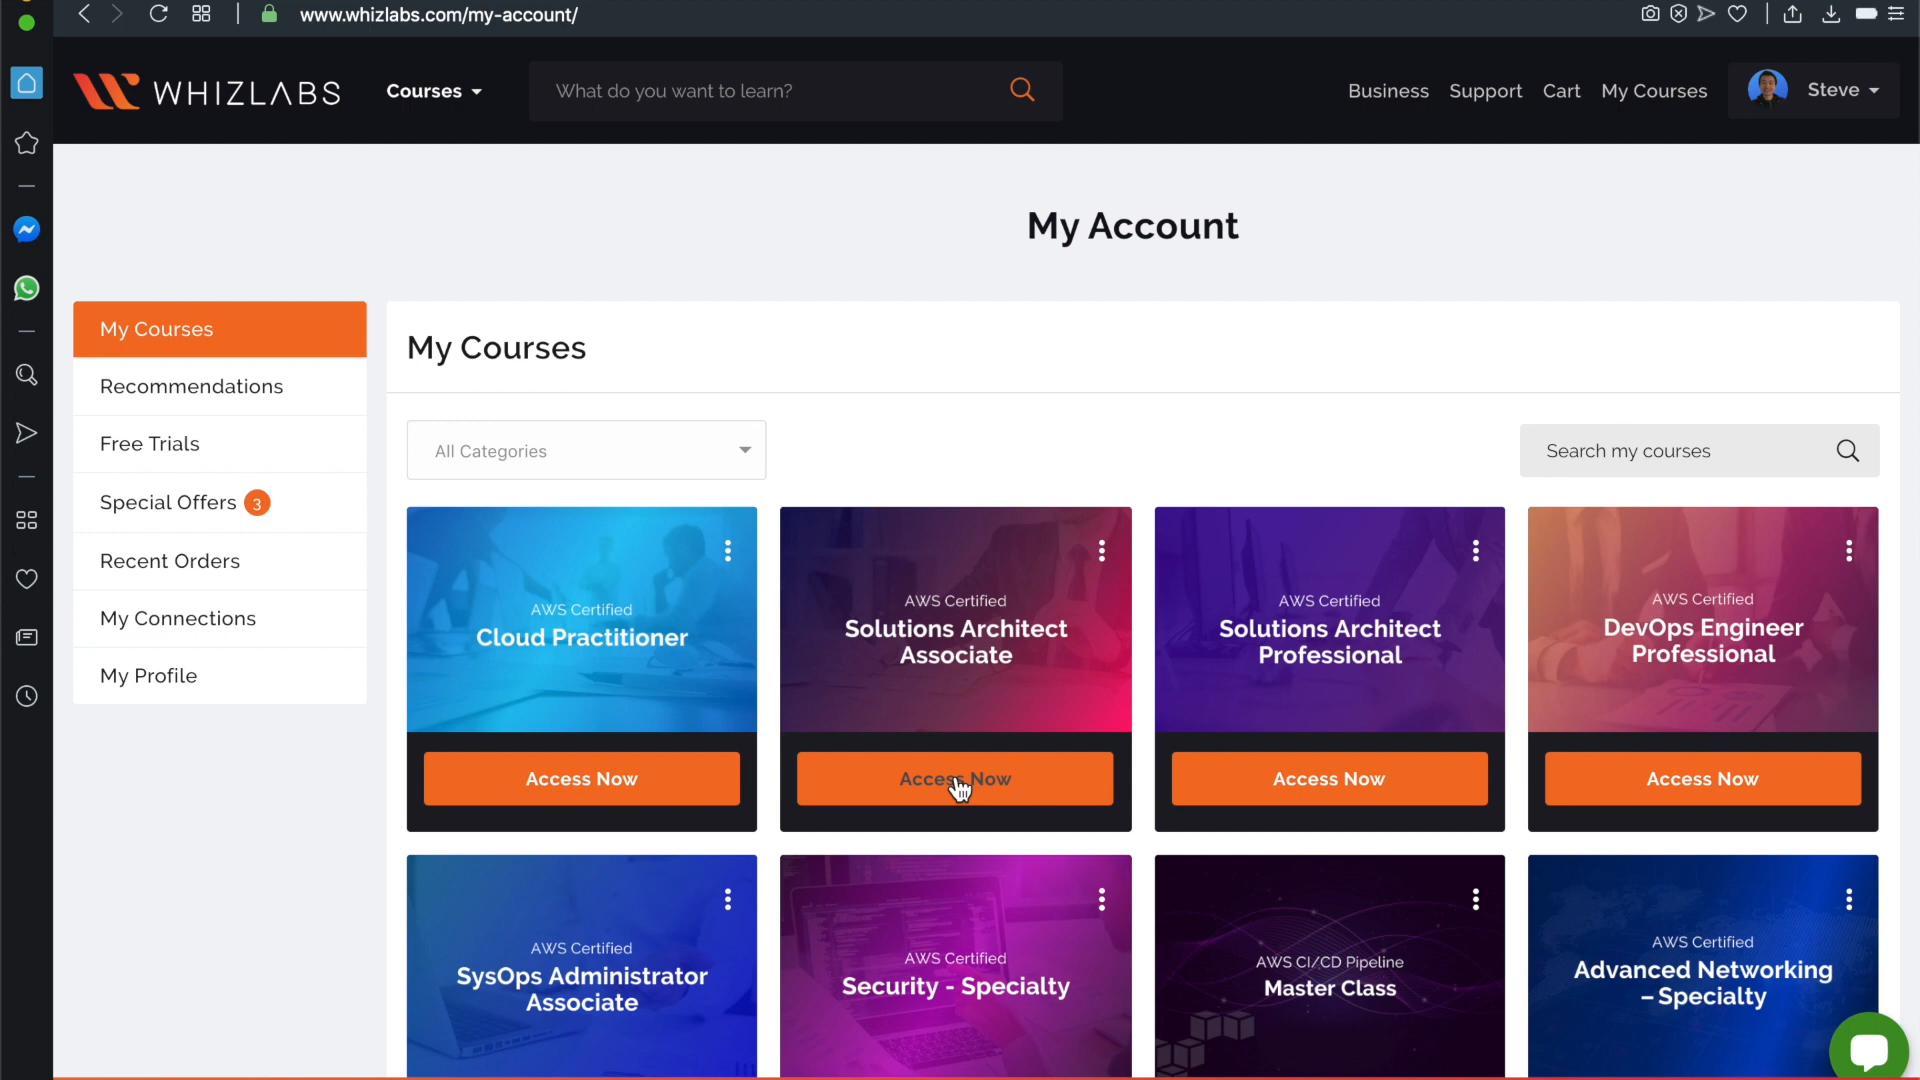 www.whizlabs.com/my-account/
WHIZLABS
Courses
What do you want to learn?
Business
Support
Cart
My Courses
Steve
My Account
My Courses
Recommendations
Free Trials
Special Offers 3
Recent Orders
My Connections
My Profile
My Courses
All Categories
Search my courses
AWS Certified
Cloud Practitioner
Access Now
AWS Certified
Solutions Architect
Associate
Access Now
AWS Certified
Solutions Architect
Professional
Access Now
AWS Certified
DevOps Engineer
Professional
Access Now
AWS Certified
SysOps Administrator
Associate
AWS Certified
Security - Specialty
AWS CI/CD Pipeline
Master Class
AWS Certified
Advanced Networking
– Specialty